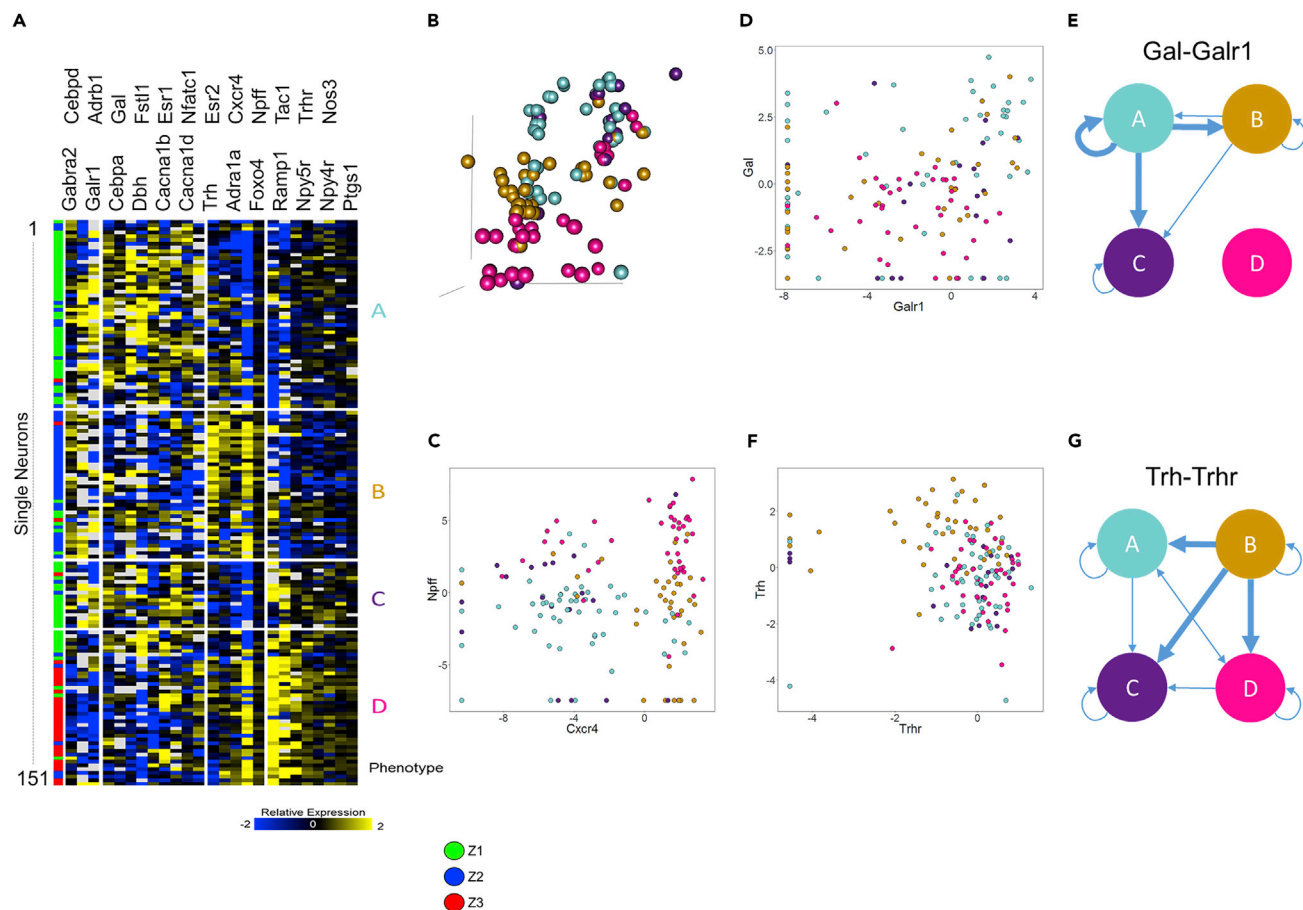 A
Cebpd Adrb1 Gal Fstl1 Esr1 Nfatc1 Esr2 Cxcr4 Npff Tac1 Trhr Nos3
Gabra2 Galr1 Cebpa Dbh Cacna1b Cacna1d Trh Adra1a Foxo4 Ramp1 Npy5r Npy4r Ptgs1
1
Single Neurons
151
A
B
C
D
Phenotype
Relative Expression
-2 0 2
B
C
Npff
5
0
-5
-8 -4 0
Cxcr4
Z1
Z2
Z3
D
Gal
5.0
2.5
0.0
-2.5
-8 -4 0 4
Galr1
E
Gal-Galr1
A B
C D
F
Trh
2
0
-2
-4
-4 -2 0
Trhr
G
Trh-Trhr
A B
C D